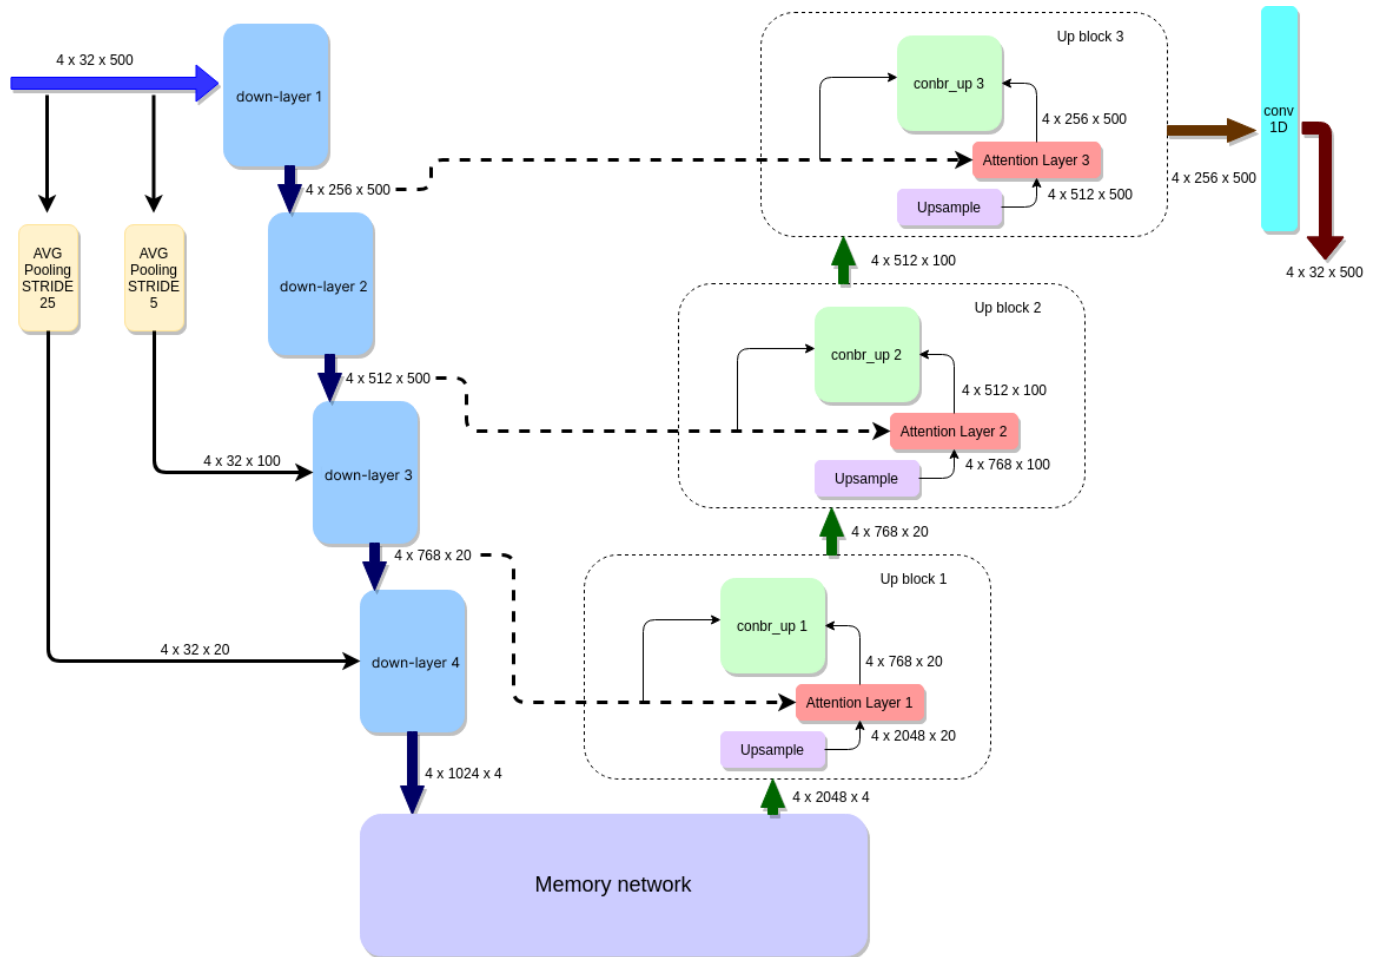 4 x 32 x 500
down-layer 1
4 x 256 x 500
AVG
Pooling
STRIDE
25
AVG
Pooling
STRIDE
5
down-layer 2
4 x 512 x 500
4 x 32 x 100
down-layer 3
4 x 768 x 20
4 x 32 x 20
down-layer 4
4 x 1024 x 4
Memory network
4 x 2048 x 4
Up block 1
conbr_up 1
4 x 768 x 20
Attention Layer 1
4 x 2048 x 20
Upsample
4 x 768 x 20
Up block 2
conbr_up 2
4 x 512 x 100
Attention Layer 2
4 x 768 x 100
Upsample
4 x 512 x 100
Up block 3
conbr_up 3
4 x 256 x 500
Attention Layer 3
4 x 512 x 500
Upsample
4 x 256 x 500
conv
1D
4 x 32 x 500